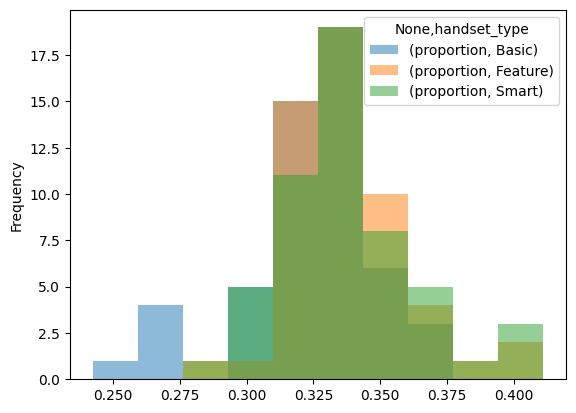 None,handset_type
(proportion, Basic)
(proportion, Feature)
(proportion, Smart)
Frequency
17.5
15.0
12.5
10.0
7.5
5.0
2.5
0.0
0.250 0.275 0.300 0.325 0.350 0.375 0.400